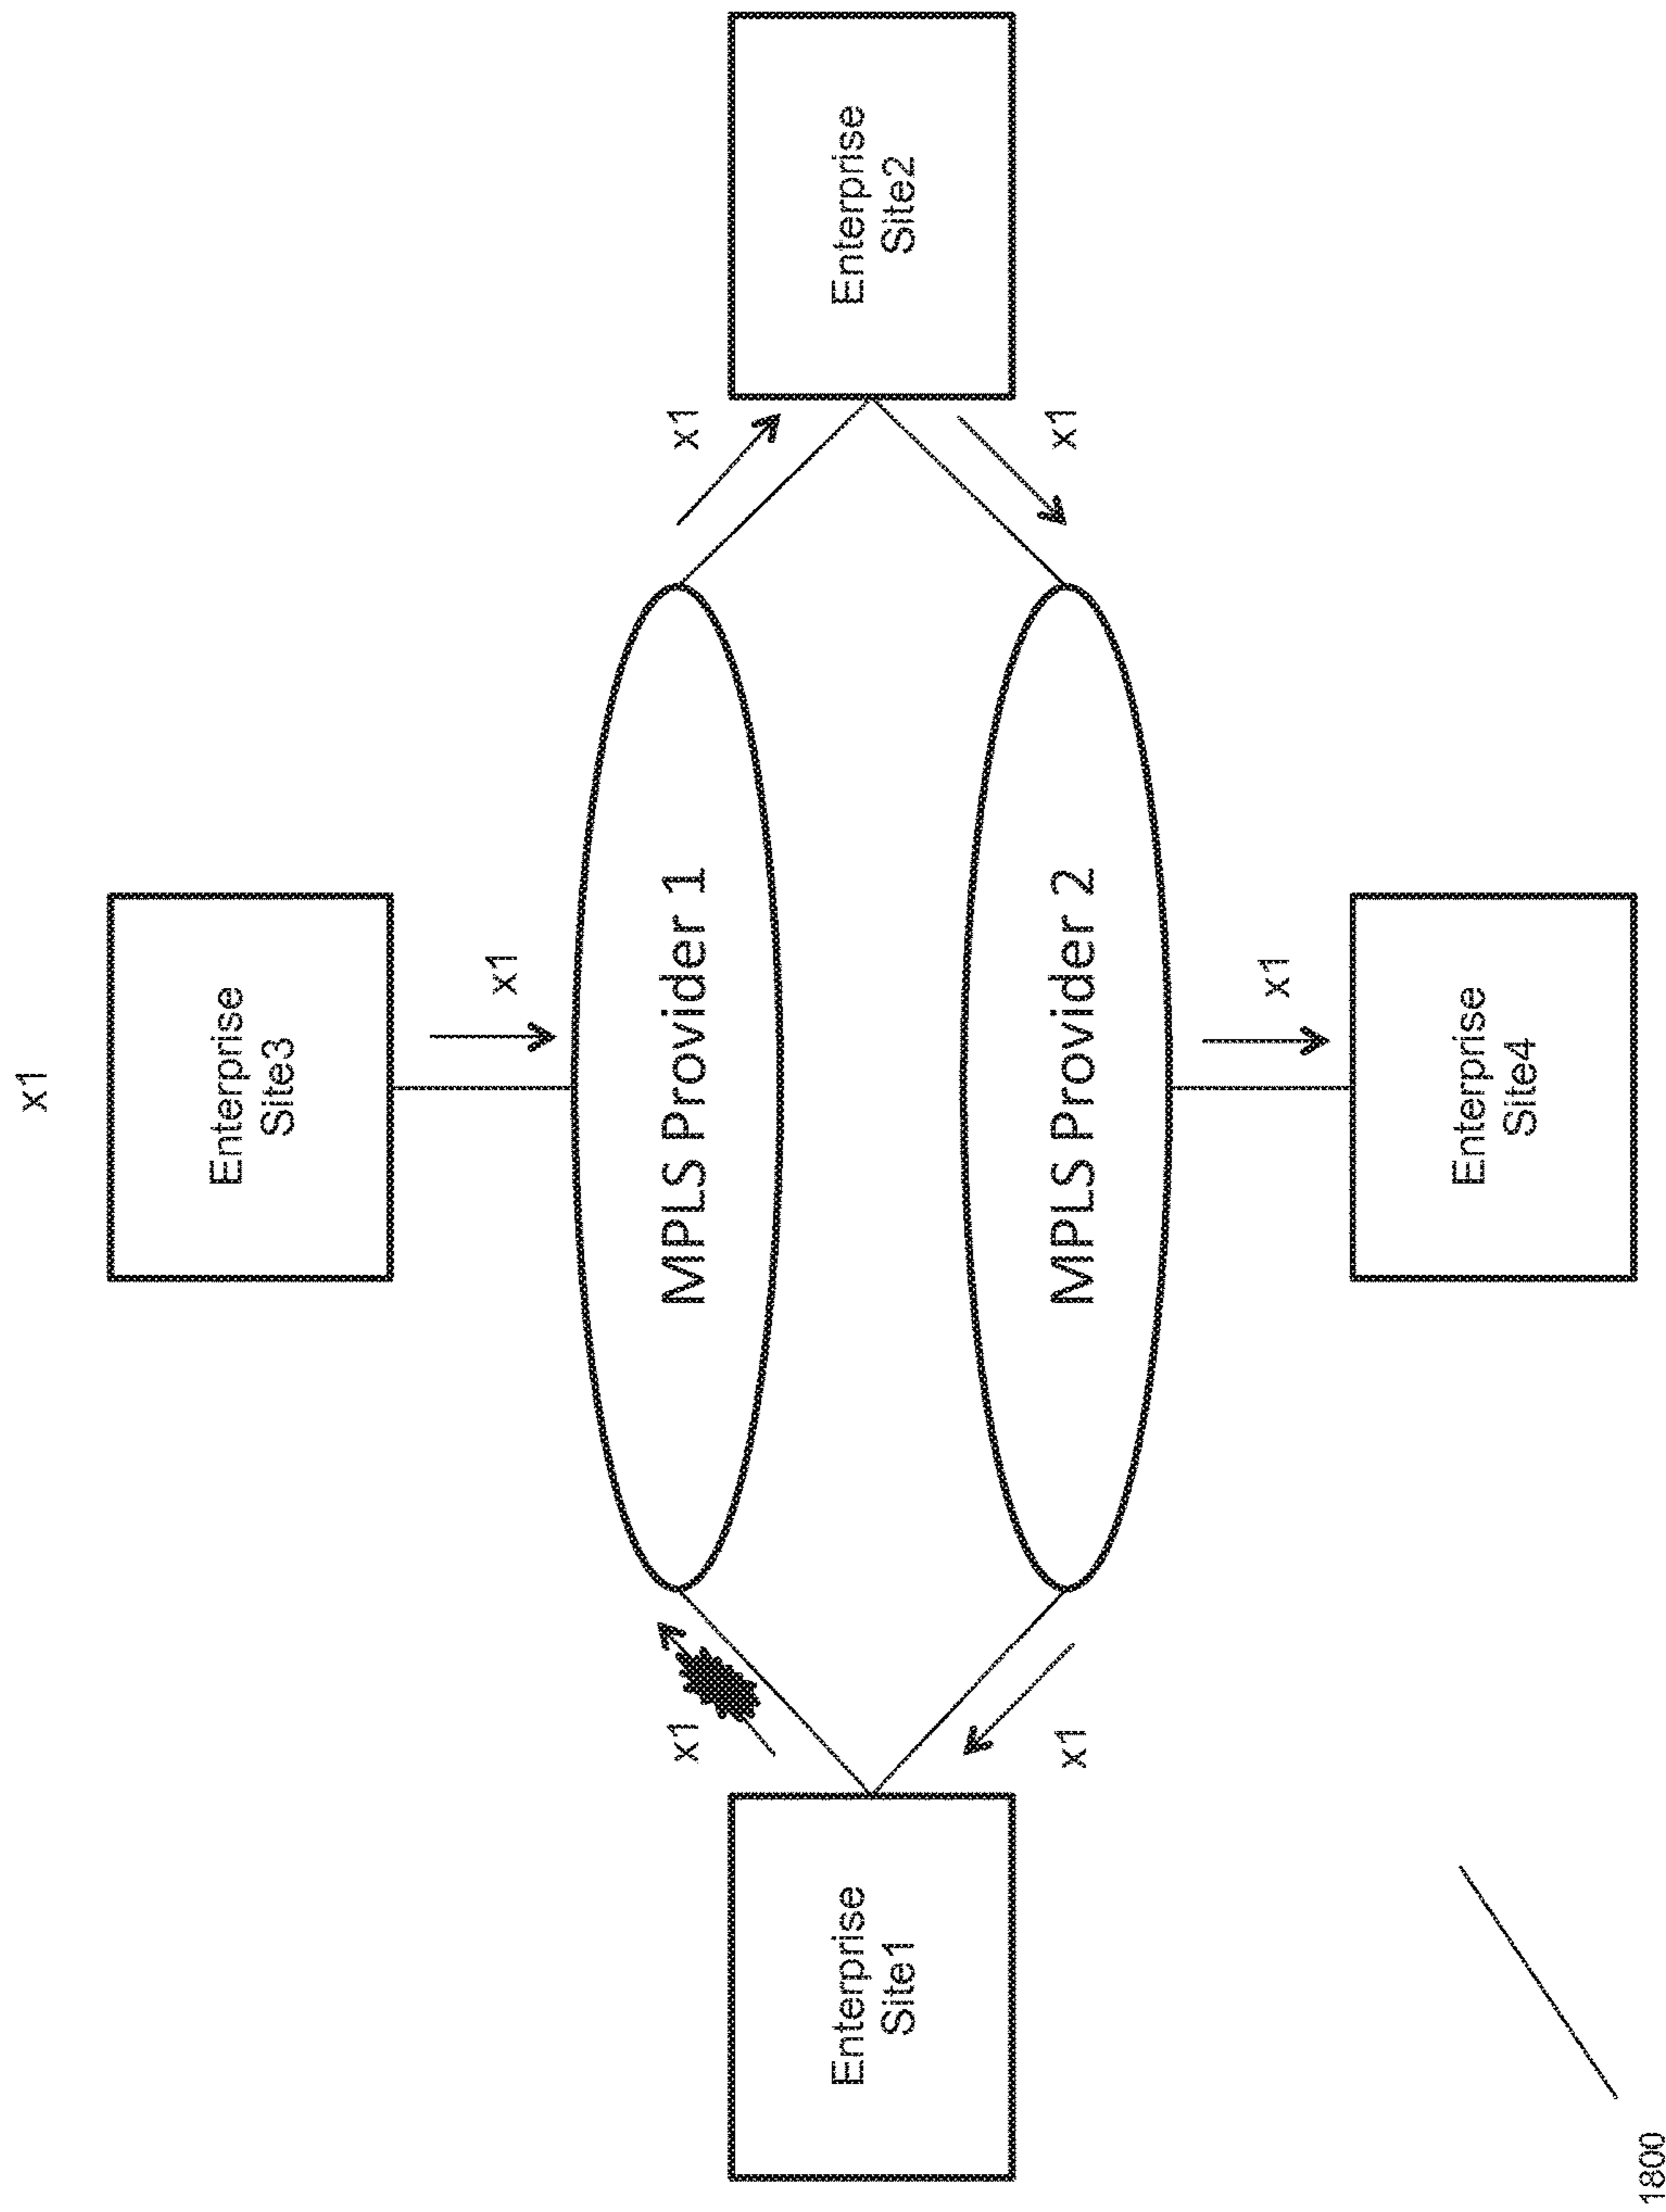 x1
Enterprise
Site3
x1
x1
MPLS Provider 1
x1
Enterprise
Site1
Enterprise
Site2
x1
MPLS Provider 2
x1
x1
Enterprise
Site4
1800